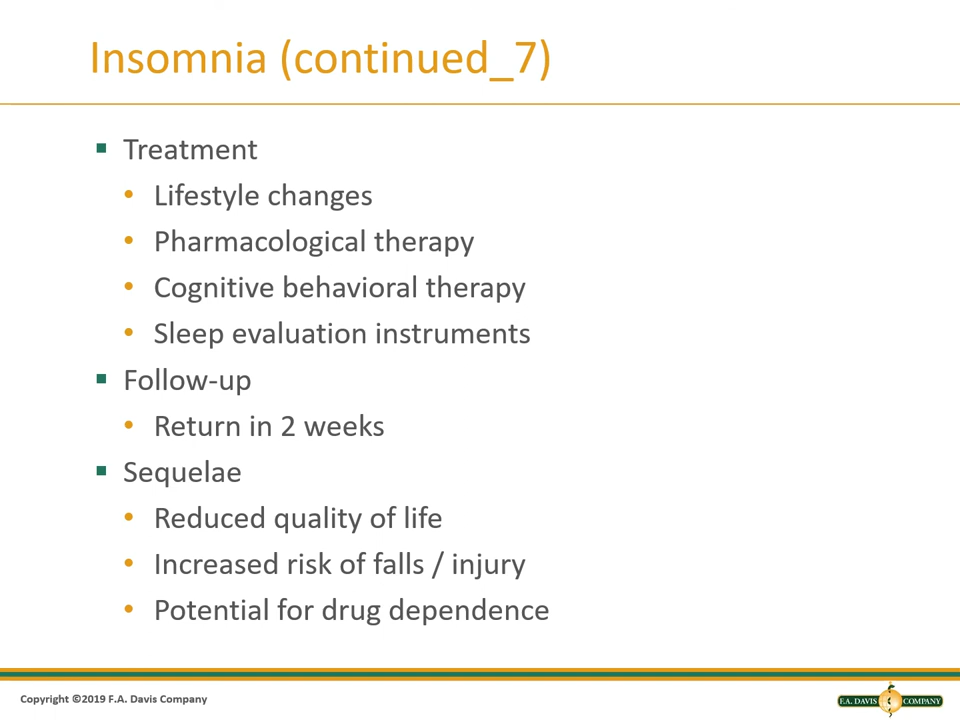 Insomnia (continued_7)
▪ Treatment
• Lifestyle changes
• Pharmacological therapy
• Cognitive behavioral therapy
• Sleep evaluation instruments
▪ Follow-up
• Return in 2 weeks
▪ Sequelae
• Reduced quality of life
• Increased risk of falls / injury
• Potential for drug dependence
Copyright ©2019 F.A. Davis Company
F.A. DAVIS COMPANY